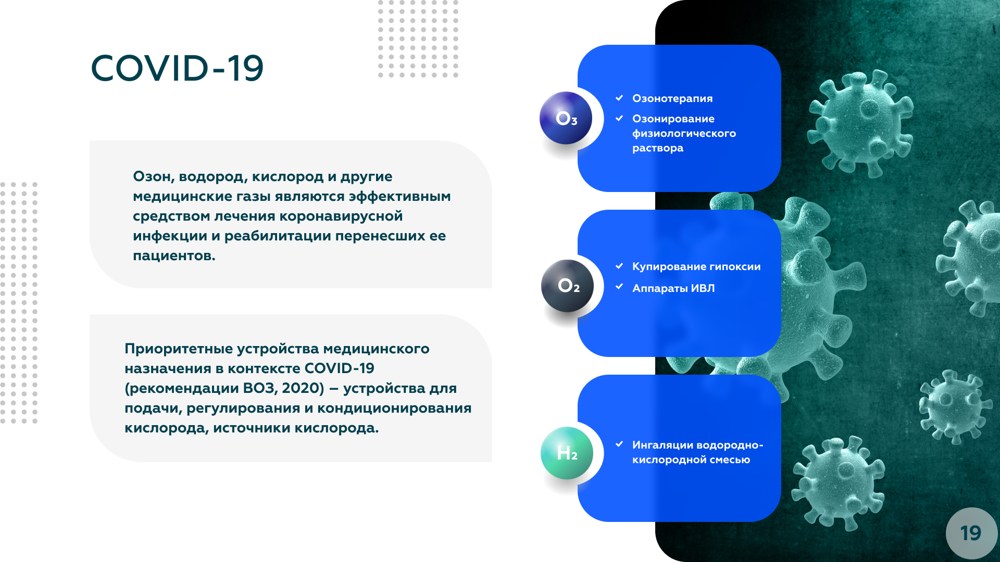 COVID-19
Озон, водород, кислород и другие
медицинские газы являются эффективным
средством лечения коронавирусной
инфекции и реабилитации перенесших ее
пациентов.
Приоритетные устройства медицинского
назначения в контексте COVID-19
(рекомендации ВОЗ, 2020) – устройства для
подачи, регулирования и кондиционирования
кислорода, источники кислорода.
O₃
Озонотерапия
Озонирование
физиологического
раствора
O₂
Купирование гипоксии
Аппараты ИВЛ
H₂
Ингаляции водородно-
кислородной смесью
19